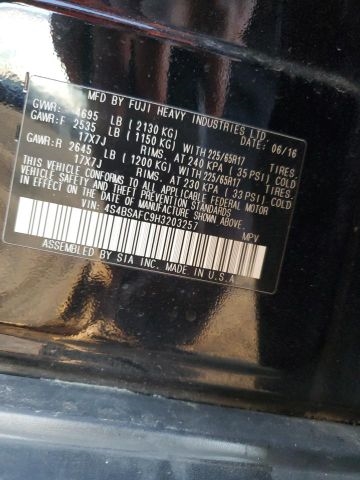 MFD BY FUJI HEAVY INDUSTRIES LTD. DATE: 06/16
GVWR: 4695 LB (2130 KG)
GAWR:F 2535 LB (1150 KG) WITH 225/65R17 TIRES.
17X7J RIMS. AT 240 KPA (35 PSI) COLD
GAWR:R 2645 LB (1200 KG) WITH 225/65R17 TIRES.
17X7J RIMS. AT 230 KPA (33 PSI) COLD
THIS VEHICLE CONFORMS TO ALL APPLICABLE FEDERAL MOTOR
VEHICLE SAFETY AND BUMPER STANDARDS IN EFFECT ON THE
DATE OF MANUFACTURE SHOWN ABOVE.
VIN: 4S4BSAFC9H3203257 MPV
ASSEMBLED BY SIA INC. MADE IN U.S.A